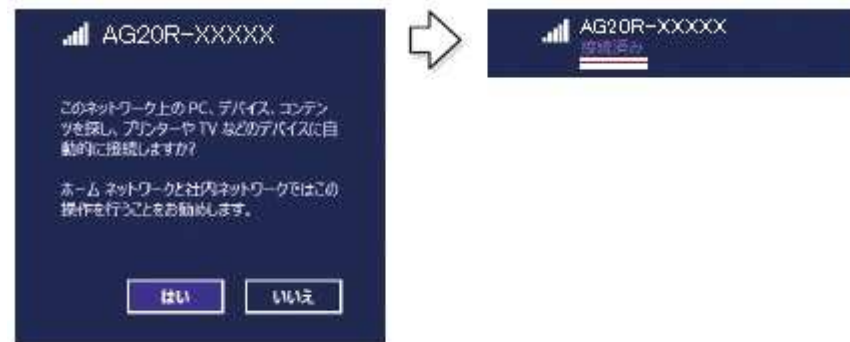 AG20R-XXXXX
このネットワーク上の PC、デバイス、コンテン
ツを探し、プリンターや TV などのデバイスに自
動的に接続しますか?
ホーム ネットワークと社内ネットワークではこの
操作を行うことをお勧めします。
はい
いいえ
AG20R-XXXXX
接続済み